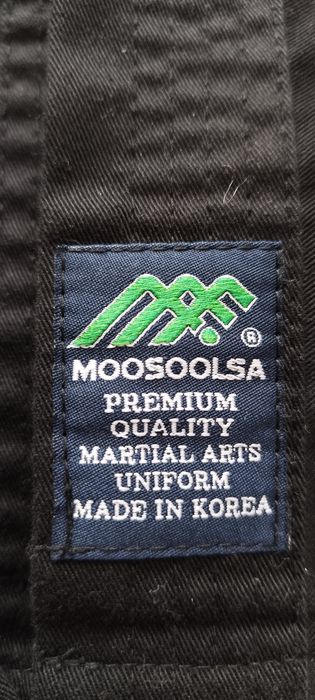 ®
MOOSOOLSA
PREMIUM
QUALITY
MARTIAL ARTS
UNIFORM
MADE IN KOREA